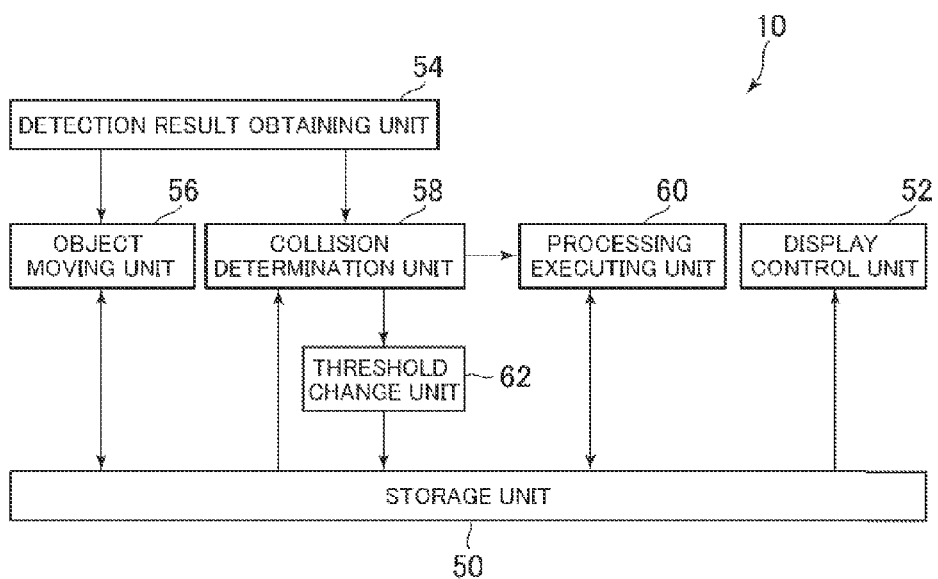 10
54
DETECTION RESULT OBTAINING UNIT
56
58
60
52
OBJECT
MOVING UNIT
COLLISION
DETERMINATION UNIT
PROCESSING
EXECUTING UNIT
DISPLAY
CONTROL UNIT
THRESHOLD
CHANGE UNIT
62
STORAGE UNIT
50